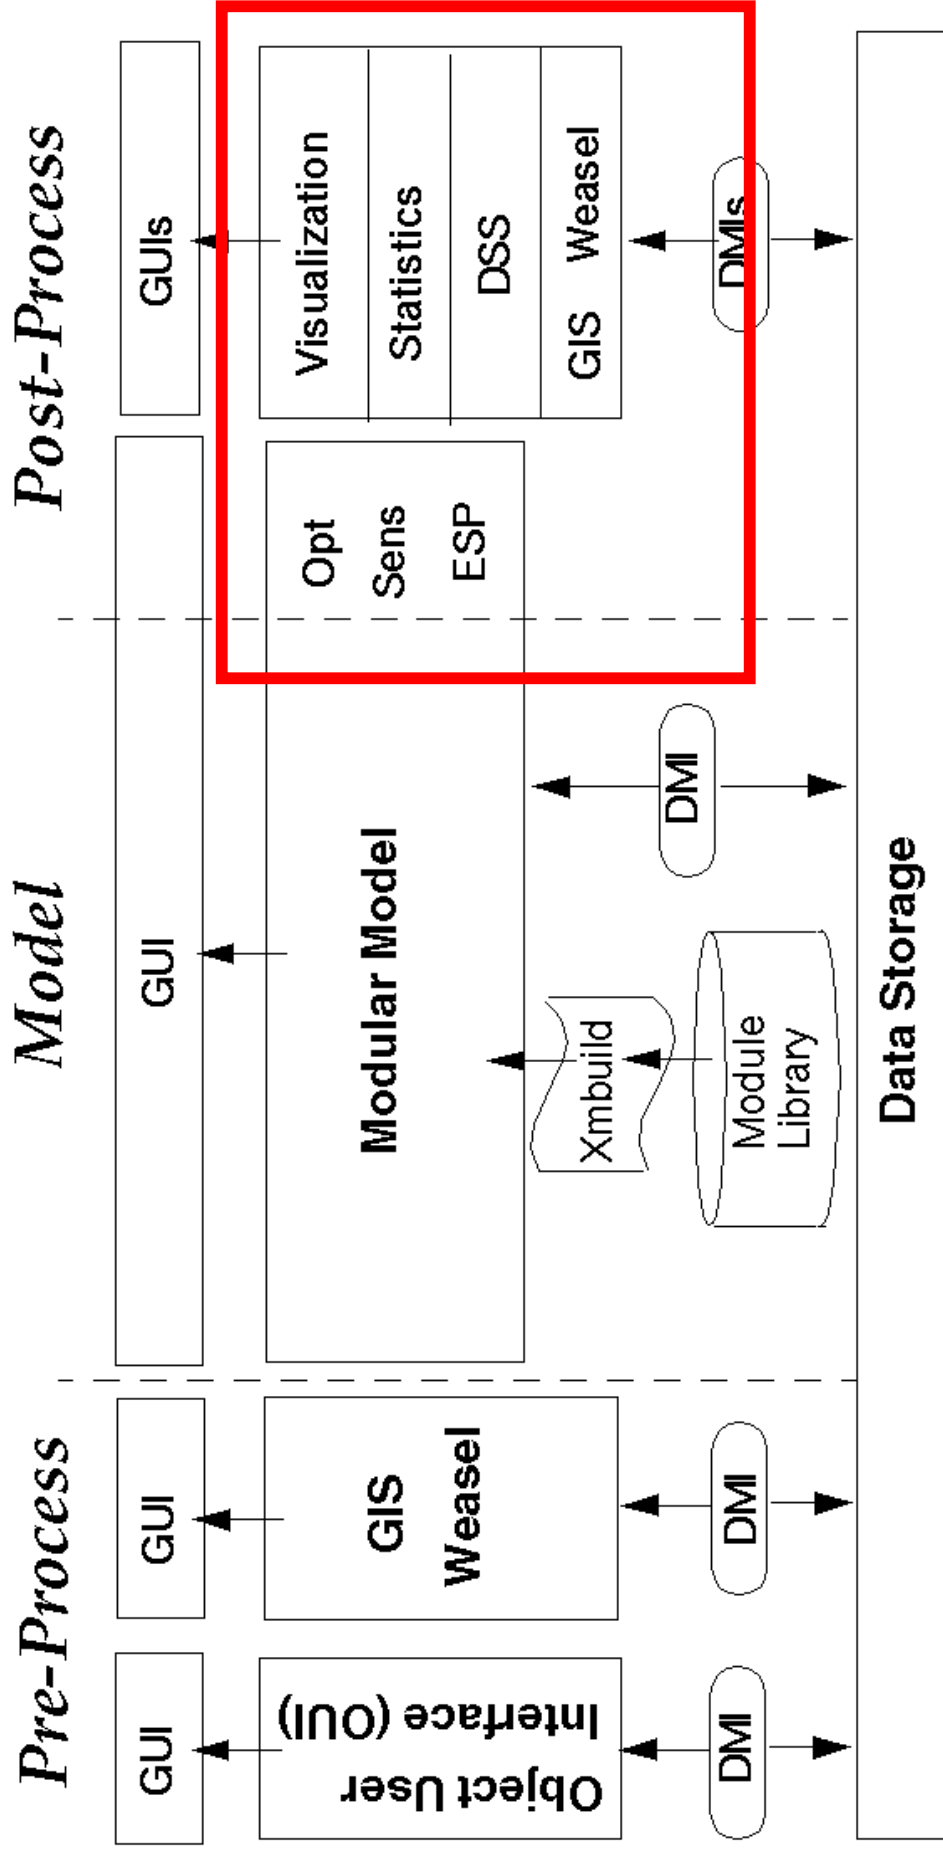 Pre-Process
Model
Post-Process
GUI
GUI
GUI
GUIs
Object User
Interface (OUI)
GIS
Weasel
Modular Model
Opt
Sens
ESP
Visualization
Statistics
DSS
GIS Weasel
Xmbuild
Module
Library
DMI
DMI
DMI
DMIs
Data Storage